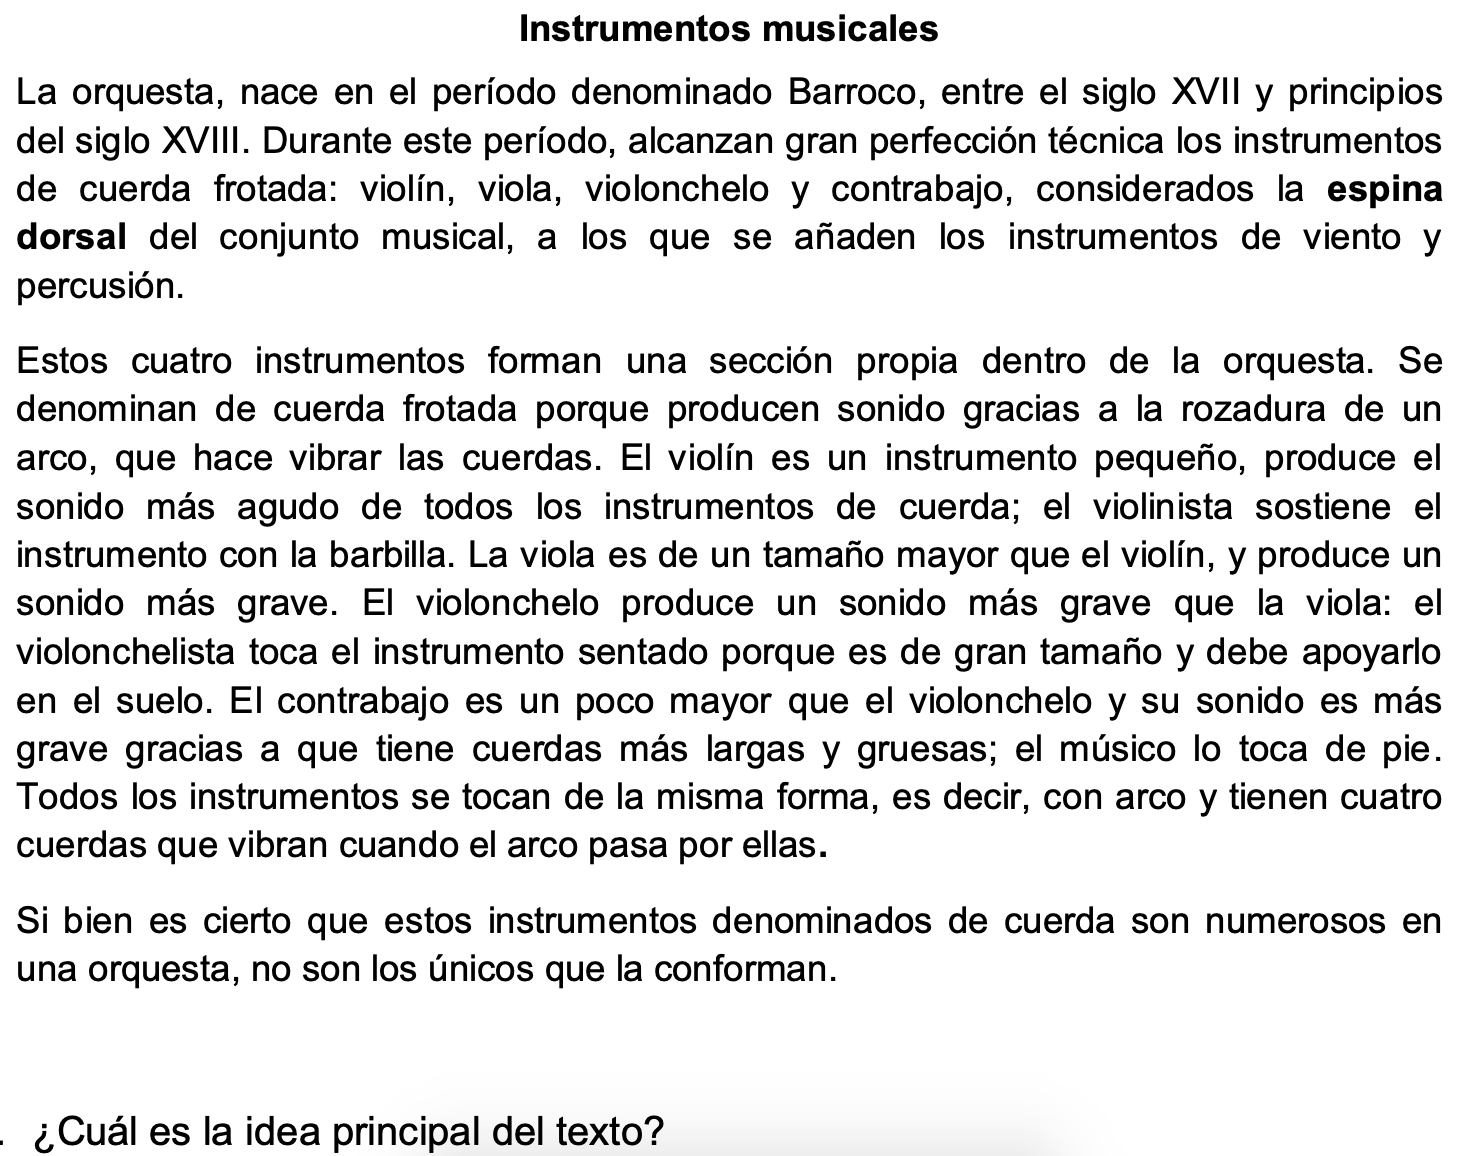 Instrumentos musicales
La orquesta, nace en el período denominado Barroco, entre el siglo XVII y principios
del siglo XVIII. Durante este período, alcanzan gran perfección técnica los instrumentos
de cuerda frotada: violín, viola, violonchelo y contrabajo, considerados la espina
dorsal del conjunto musical, a los que se añaden los instrumentos de viento y
percusión.
Estos cuatro instrumentos forman una sección propia dentro de la orquesta. Se
denominan de cuerda frotada porque producen sonido gracias a la rozadura de un
arco, que hace vibrar las cuerdas. El violín es un instrumento pequeño, produce el
sonido más agudo de todos los instrumentos de cuerda; el violinista sostiene el
instrumento con la barbilla. La viola es de un tamaño mayor que el violín, y produce un
sonido más grave. El violonchelo produce un sonido más grave que la viola: el
violonchelista toca el instrumento sentado porque es de gran tamaño y debe apoyarlo
en el suelo. El contrabajo es un poco mayor que el violonchelo y su sonido es más
grave gracias a que tiene cuerdas más largas y gruesas; el músico lo toca de pie.
Todos los instrumentos se tocan de la misma forma, es decir, con arco y tienen cuatro
cuerdas que vibran cuando el arco pasa por ellas.
Si bien es cierto que estos instrumentos denominados de cuerda son numerosos en
una orquesta, no son los únicos que la conforman.
. ¿Cuál es la idea principal del texto?